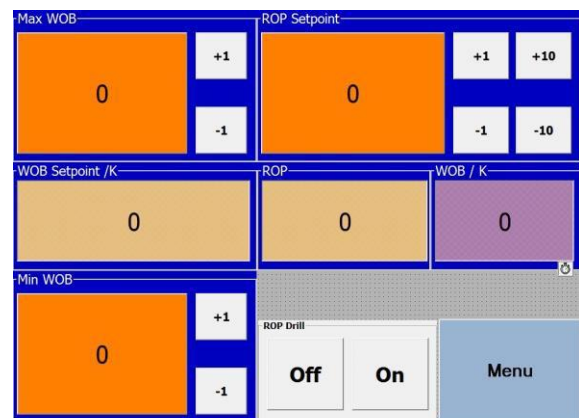 Max WOB
0
+1
-1
ROP Setpoint
0
+1
+10
-1
-10
WOB Setpoint /K
0
ROP
0
WOB / K
0
Min WOB
0
+1
-1
ROP Drill
Off
On
Menu